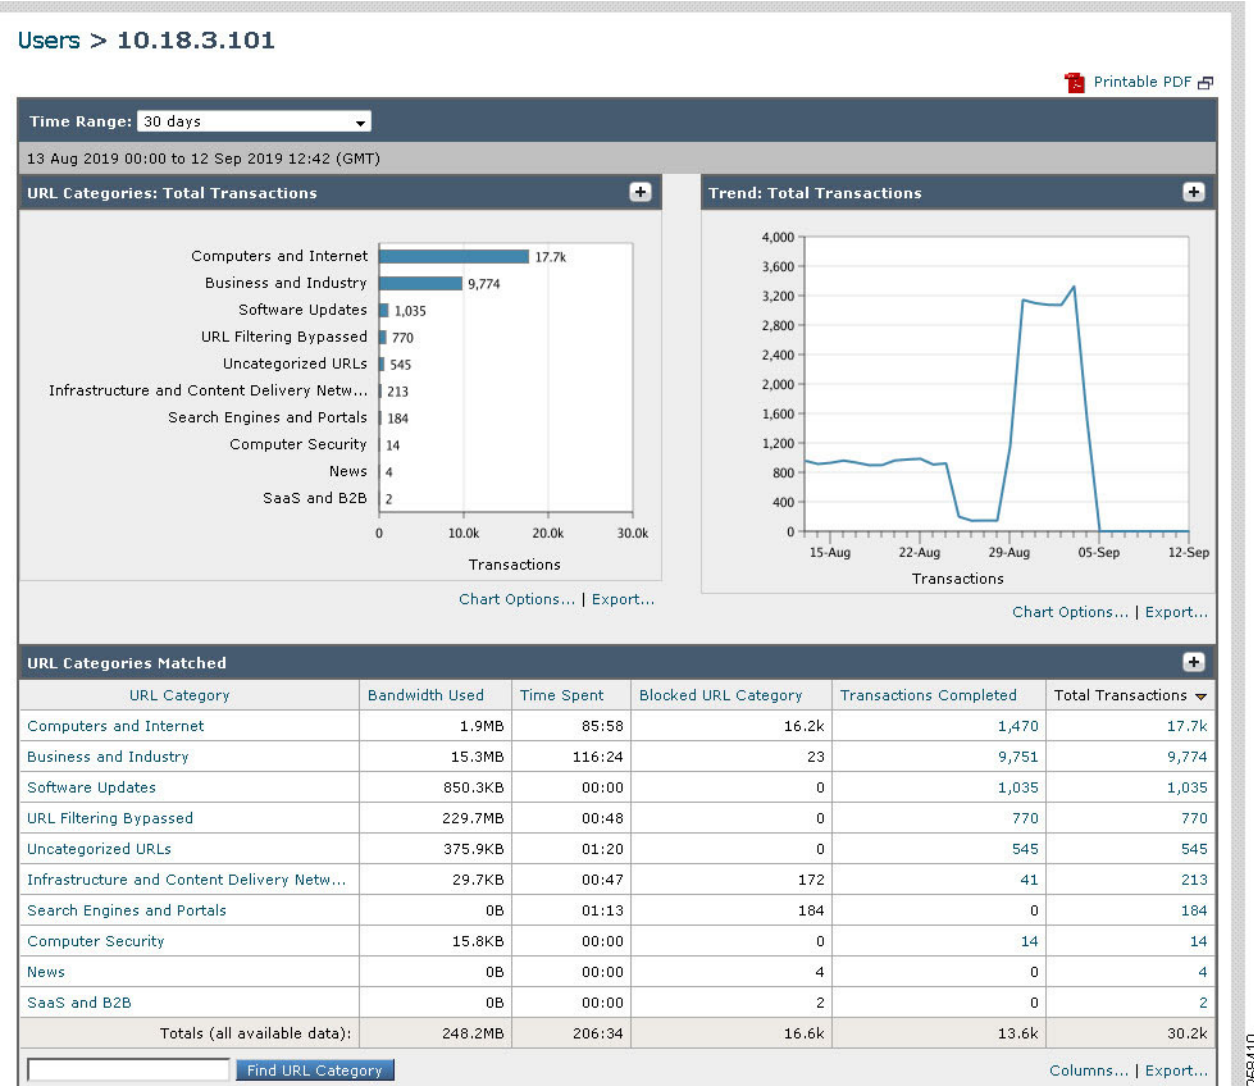 Users > 10.18.3.101
Printable PDF
Time Range: 30 days
13 Aug 2019 00:00 to 12 Sep 2019 12:42 (GMT)
URL Categories: Total Transactions
Computers and Internet 17.7k
Business and Industry 9,774
Software Updates 1,035
URL Filtering Bypassed 770
Uncategorized URLs 545
Infrastructure and Content Delivery Netw... 213
Search Engines and Portals 184
Computer Security 14
News 4
SaaS and B2B 2
0 10.0k 20.0k 30.0k
Transactions
Chart Options... | Export...
Trend: Total Transactions
4,000
3,600
3,200
2,800
2,400
2,000
1,600
1,200
800
400
0
15-Aug 22-Aug 29-Aug 05-Sep 12-Sep
Transactions
Chart Options... | Export...
URL Categories Matched
URL Category Bandwidth Used Time Spent Blocked URL Category Transactions Completed Total Transactions
Computers and Internet 1.9MB 85:58 16.2k 1,470 17.7k
Business and Industry 15.3MB 116:24 23 9,751 9,774
Software Updates 850.3KB 00:00 0 1,035 1,035
URL Filtering Bypassed 229.7MB 00:48 0 770 770
Uncategorized URLs 375.9KB 01:20 0 545 545
Infrastructure and Content Delivery Netw... 29.7KB 00:47 172 41 213
Search Engines and Portals 0B 01:13 184 0 184
Computer Security 15.8KB 00:00 0 14 14
News 0B 00:00 4 0 4
SaaS and B2B 0B 00:00 2 0 2
Totals (all available data): 248.2MB 206:34 16.6k 13.6k 30.2k
Find URL Category
Columns... | Export...